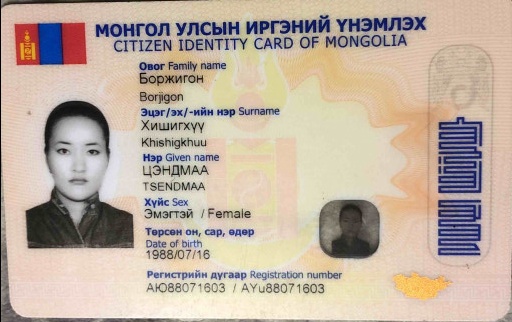 МОНГОЛ УЛСЫН ИРГЭНИЙ ҮНЭМЛЭХ
CITIZEN IDENTITY CARD OF MONGOLIA
Овог Family name
Боржигон
Borjigon
Эцэг/эх/-ийн нэр Surname
Хишигхүү
Khishigkhuu
Нэр Given name
ЦЭНДМАА
TSENDMAA
Хүйс Sex
Эмэгтэй / Female
Төрсөн он, сар, өдөр
Date of birth
1988/07/16
Регистрийн дугаар Registration number
АЮ88071603 / AYu88071603